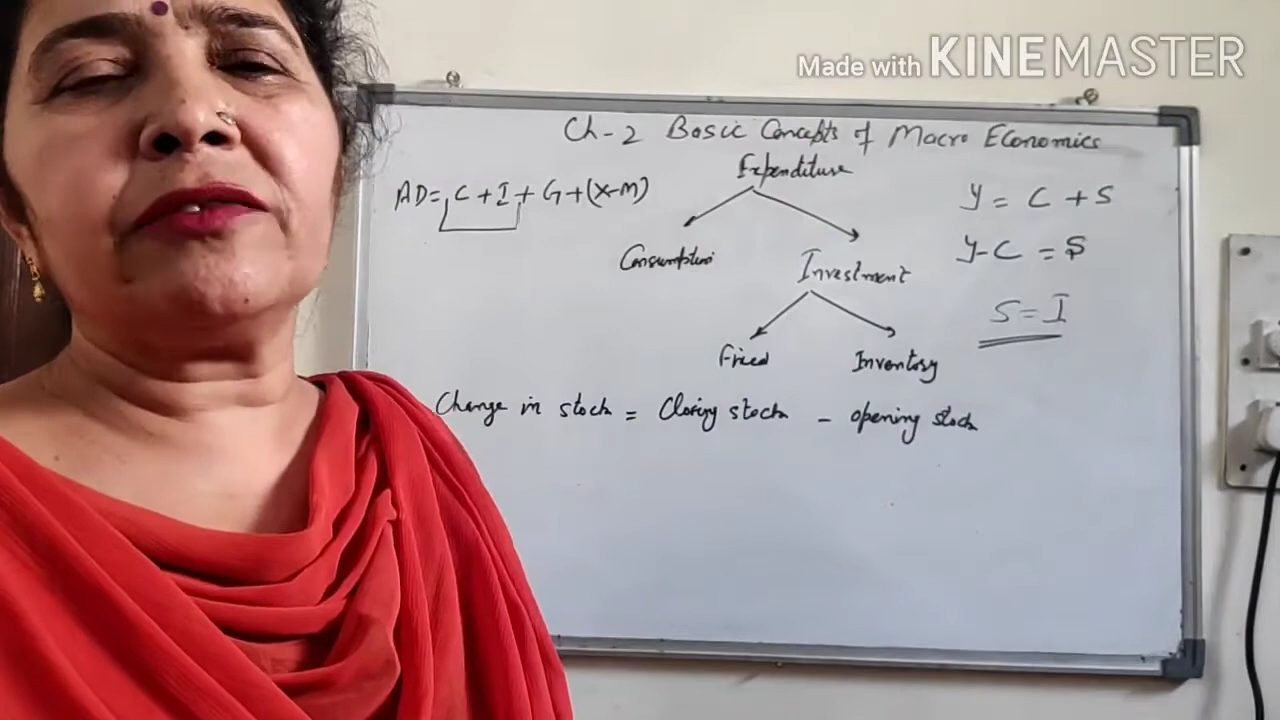 Made with KINEMASTER
Ch-2 Basic Concepts of Macro Economics
Expenditure
AD= C+I+G+(X-M)
Y = C+S
Consumption
Investment
Y-C = S
S=I
Fixed
Inventory
Change in stock = Closing stock - opening stock